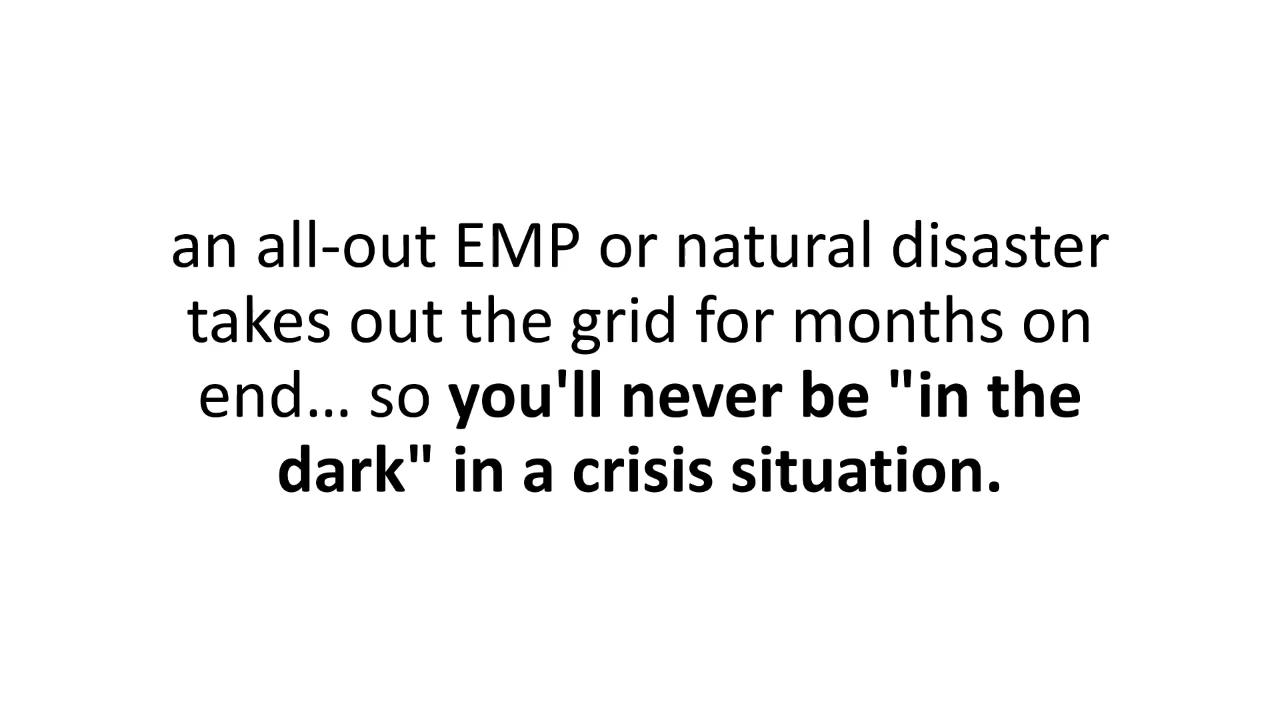 an all-out EMP or natural disaster
takes out the grid for months on
end… so you'll never be "in the
dark" in a crisis situation.